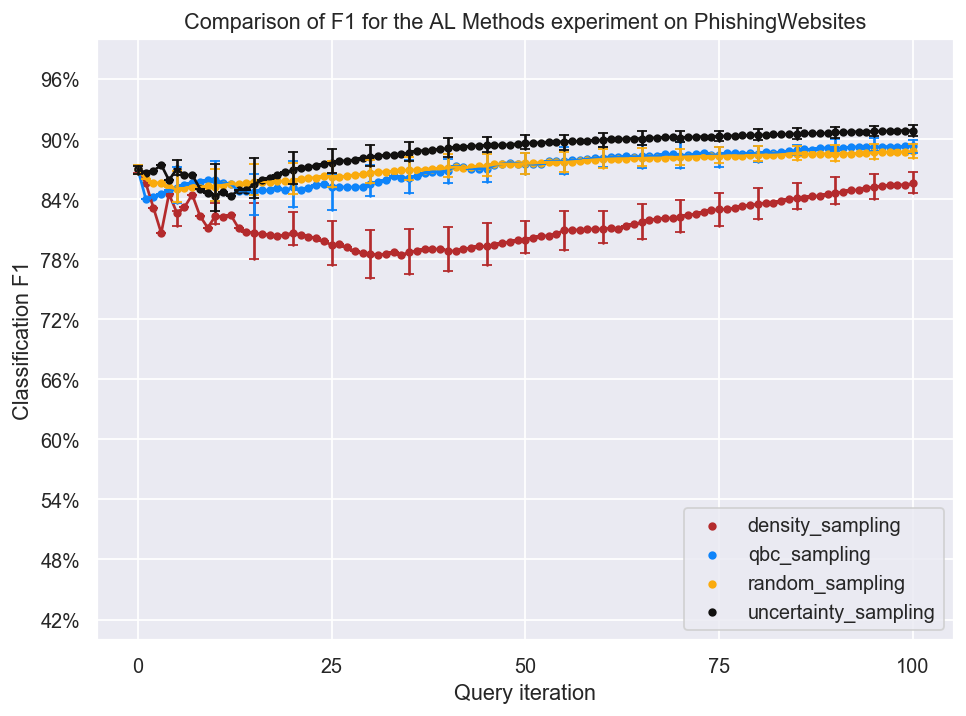 Comparison of F1 for the AL Methods experiment on PhishingWebsites
96%
90%
84%
78%
72%
66%
60%
54%
48%
42%
Classification F1
density_sampling
qbc_sampling
random_sampling
uncertainty_sampling
0
25
50
75
100
Query iteration